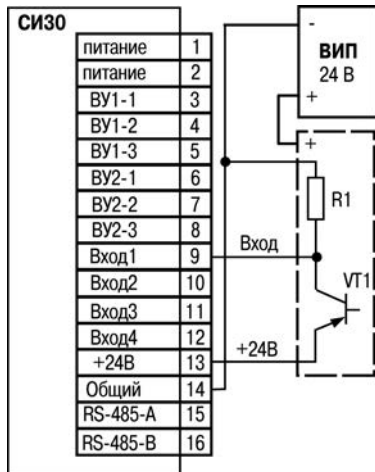 СИ30
питание 1
питание 2
ВУ1-1 3
ВУ1-2 4
ВУ1-3 5
ВУ2-1 6
ВУ2-2 7
ВУ2-3 8
Вход1 9
Вход2 10
Вход3 11
Вход4 12
+24В 13
Общий 14
RS-485-A 15
RS-485-B 16
-
ВИП
24 В
+
+
R1
Вход
VT1
+24В